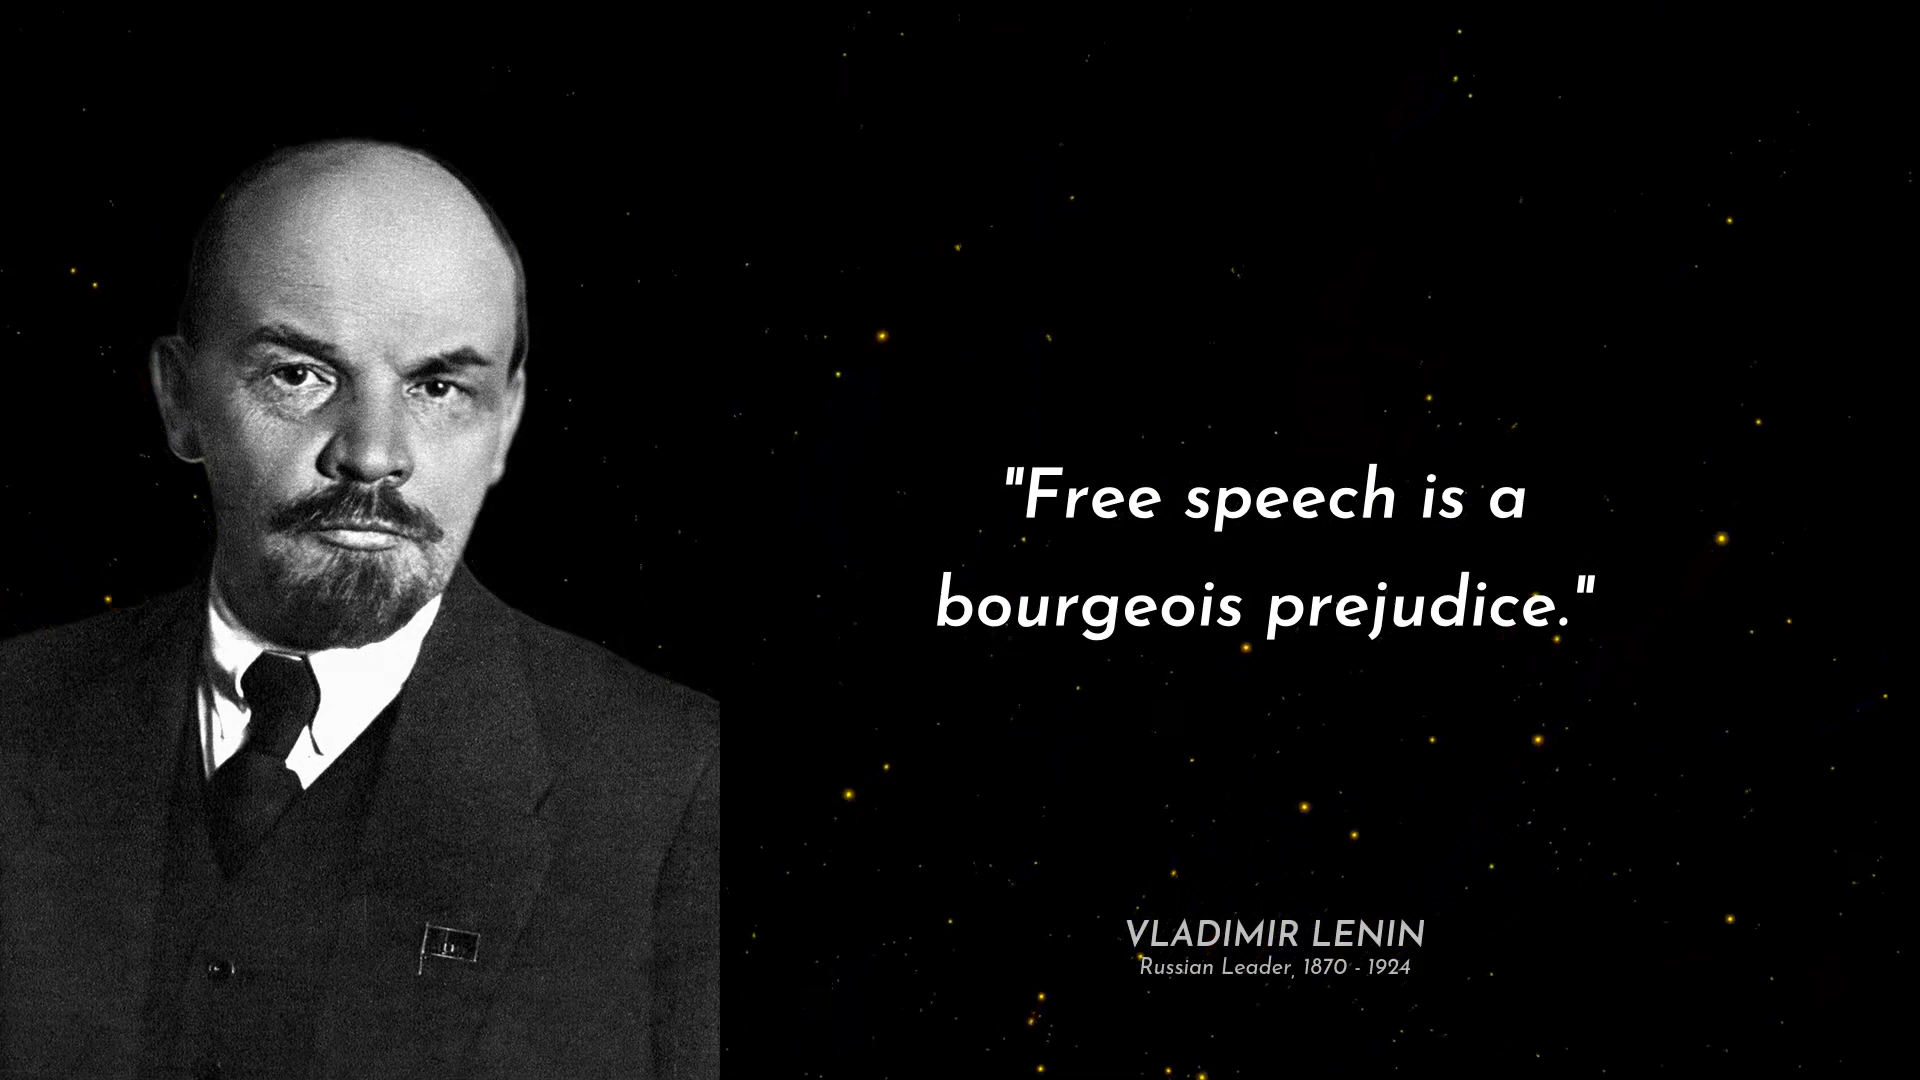 "Free speech is a
bourgeois prejudice."
VLADIMIR LENIN
Russian Leader, 1870 - 1924